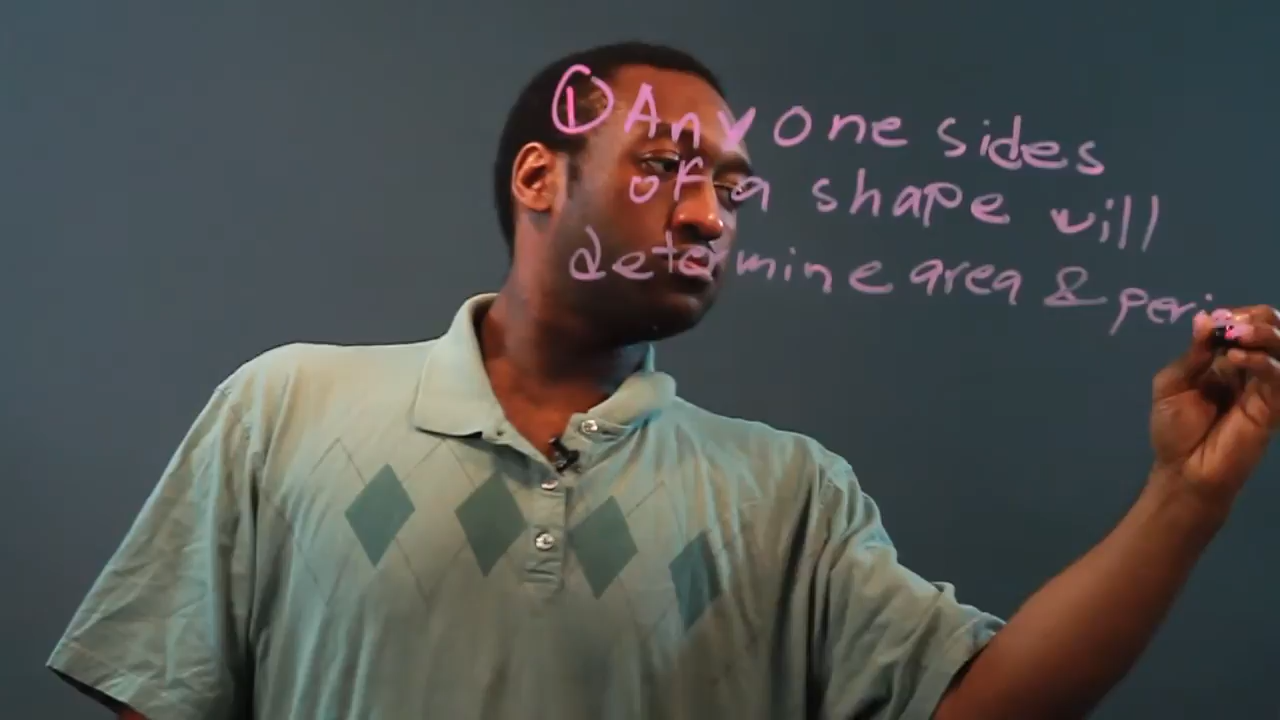 ① Any one sides
of a shape will
determine area & peri